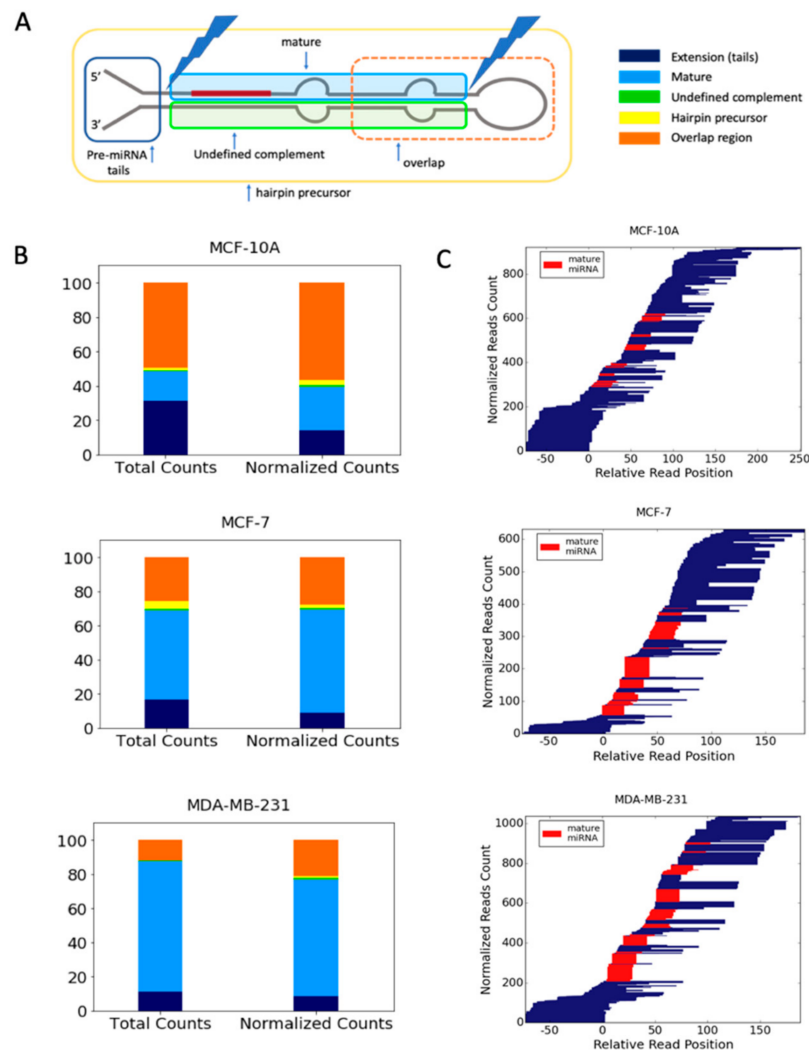 A
mature
5'
3'
Pre-miRNA
tails
Undefined complement
overlap
hairpin precursor
Extension (tails)
Mature
Undefined complement
Hairpin precursor
Overlap region
B
MCF-10A
100
80
60
40
20
0
Total Counts Normalized Counts
MCF-7
100
80
60
40
20
0
Total Counts Normalized Counts
MDA-MB-231
100
80
60
40
20
0
Total Counts Normalized Counts
C
MCF-10A
mature
miRNA
Normalized Reads Count
800
600
400
200
0
-50 0 50 100 150 200 250
Relative Read Position
MCF-7
mature
miRNA
Normalized Reads Count
600
500
400
300
200
100
0
-50 0 50 100 150
Relative Read Position
MDA-MB-231
mature
miRNA
Normalized Reads Count
1000
800
600
400
200
0
-50 0 50 100 150
Relative Read Position